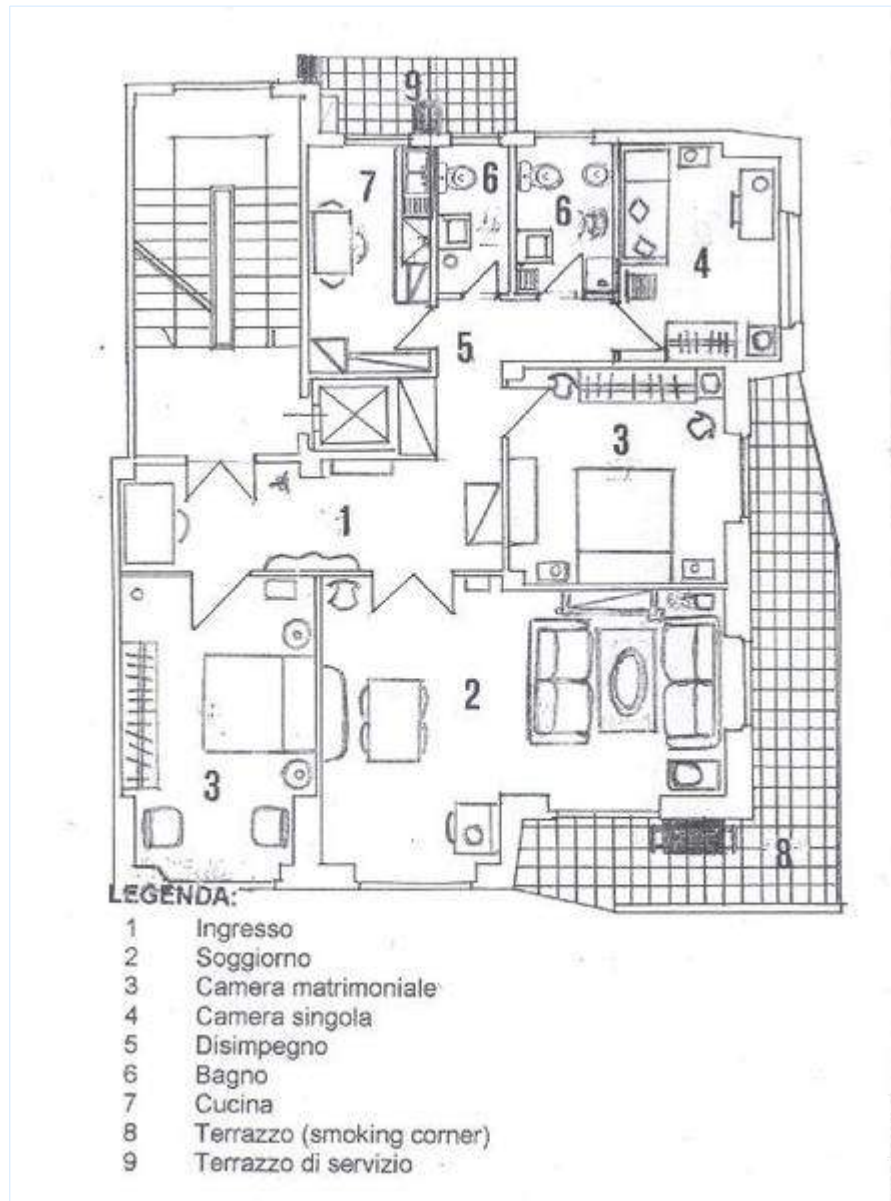 9
7
6
6
4
5
3
1
2
3
8
LEGENDA:
1 Ingresso
2 Soggiorno
3 Camera matrimoniale
4 Camera singola
5 Disimpegno
6 Bagno
7 Cucina
8 Terrazzo (smoking corner)
9 Terrazzo di servizio